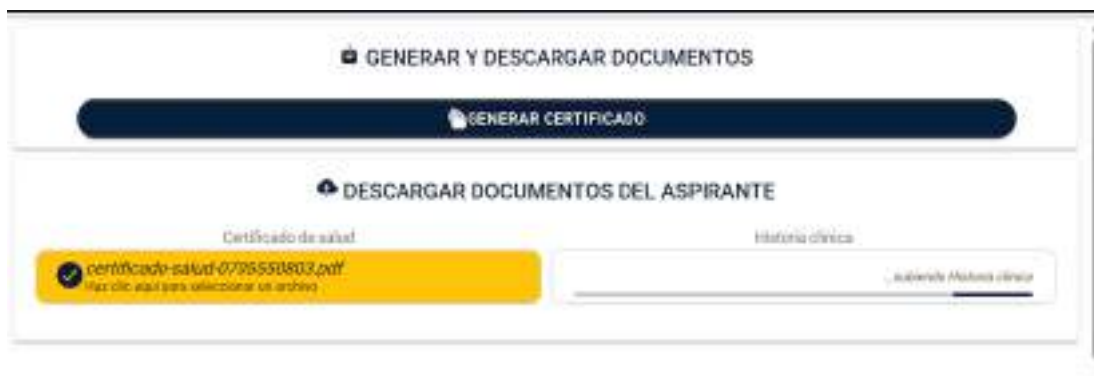 GENERAR Y DESCARGAR DOCUMENTOS
GENERAR CERTIFICADO
DESCARGAR DOCUMENTOS DEL ASPIRANTE
Certificado de salud
Historia clínica
certificado-salud-0795550803.pdf
Haz clic aquí para seleccionar un archivo
...subiendo Historia clínica